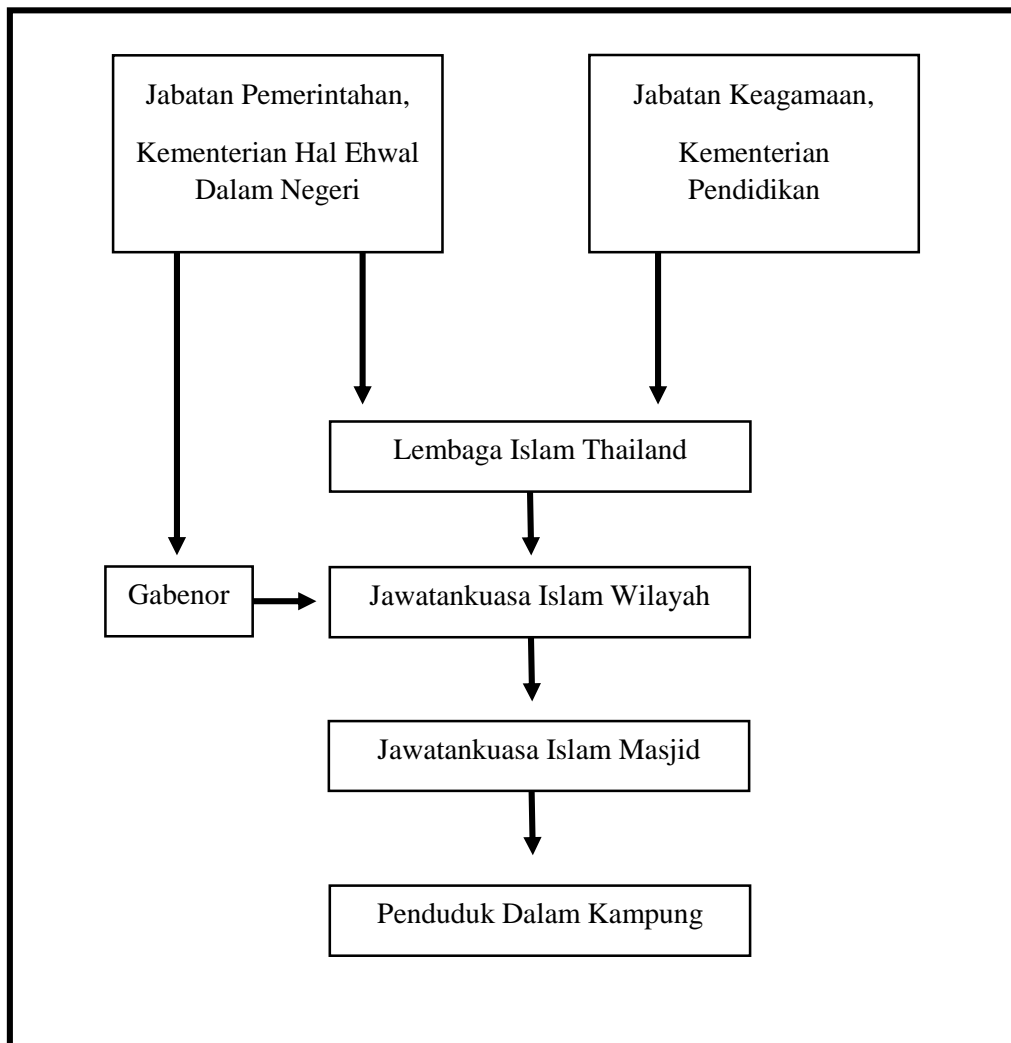 Jabatan Pemerintahan,
Kementerian Hal Ehwal
Dalam Negeri
Jabatan Keagamaan,
Kementerian
Pendidikan
Lembaga Islam Thailand
Gabenor
Jawatankuasa Islam Wilayah
Jawatankuasa Islam Masjid
Penduduk Dalam Kampung